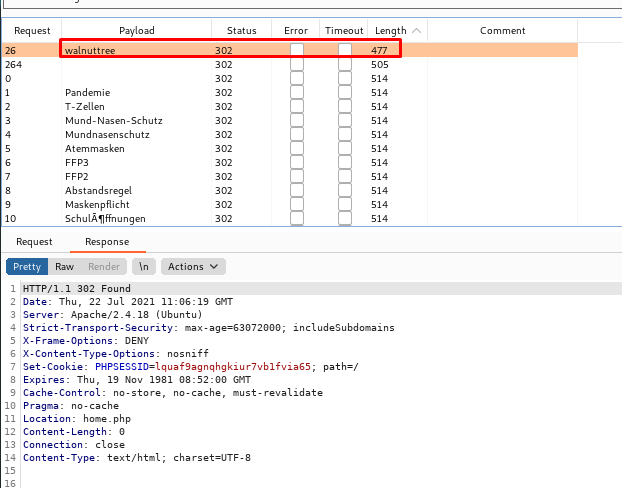 Request Payload Status Error Timeout Length Comment
26 walnuttree 302 477
264 302 505
0 302 514
1 Pandemie 302 514
2 T-Zellen 302 514
3 Mund-Nasen-Schutz 302 514
4 Mundnasenschutz 302 514
5 Atemmasken 302 514
6 FFP3 302 514
7 FFP2 302 514
8 Abstandsregel 302 514
9 Maskenpflicht 302 514
10 SchulÃ¶ffnungen 302 514
Request Response
Pretty Raw Render \n Actions
1 HTTP/1.1 302 Found
2 Date: Thu, 22 Jul 2021 11:06:19 GMT
3 Server: Apache/2.4.18 (Ubuntu)
4 Strict-Transport-Security: max-age=63072000; includeSubdomains
5 X-Frame-Options: DENY
6 X-Content-Type-Options: nosniff
7 Set-Cookie: PHPSESSID=lquaf9agnqhgkiur7vb1fvia65; path=/
8 Expires: Thu, 19 Nov 1981 08:52:00 GMT
9 Cache-Control: no-store, no-cache, must-revalidate
10 Pragma: no-cache
11 Location: home.php
12 Content-Length: 0
13 Connection: close
14 Content-Type: text/html; charset=UTF-8
15
16